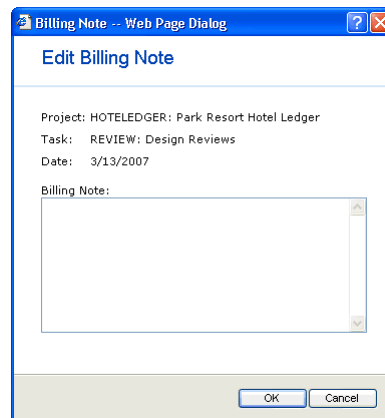 Billing Note -- Web Page Dialog
Edit Billing Note
Project: HOTELEDGER: Park Resort Hotel Ledger
Task: REVIEW: Design Reviews
Date: 3/13/2007
Billing Note:
OK Cancel